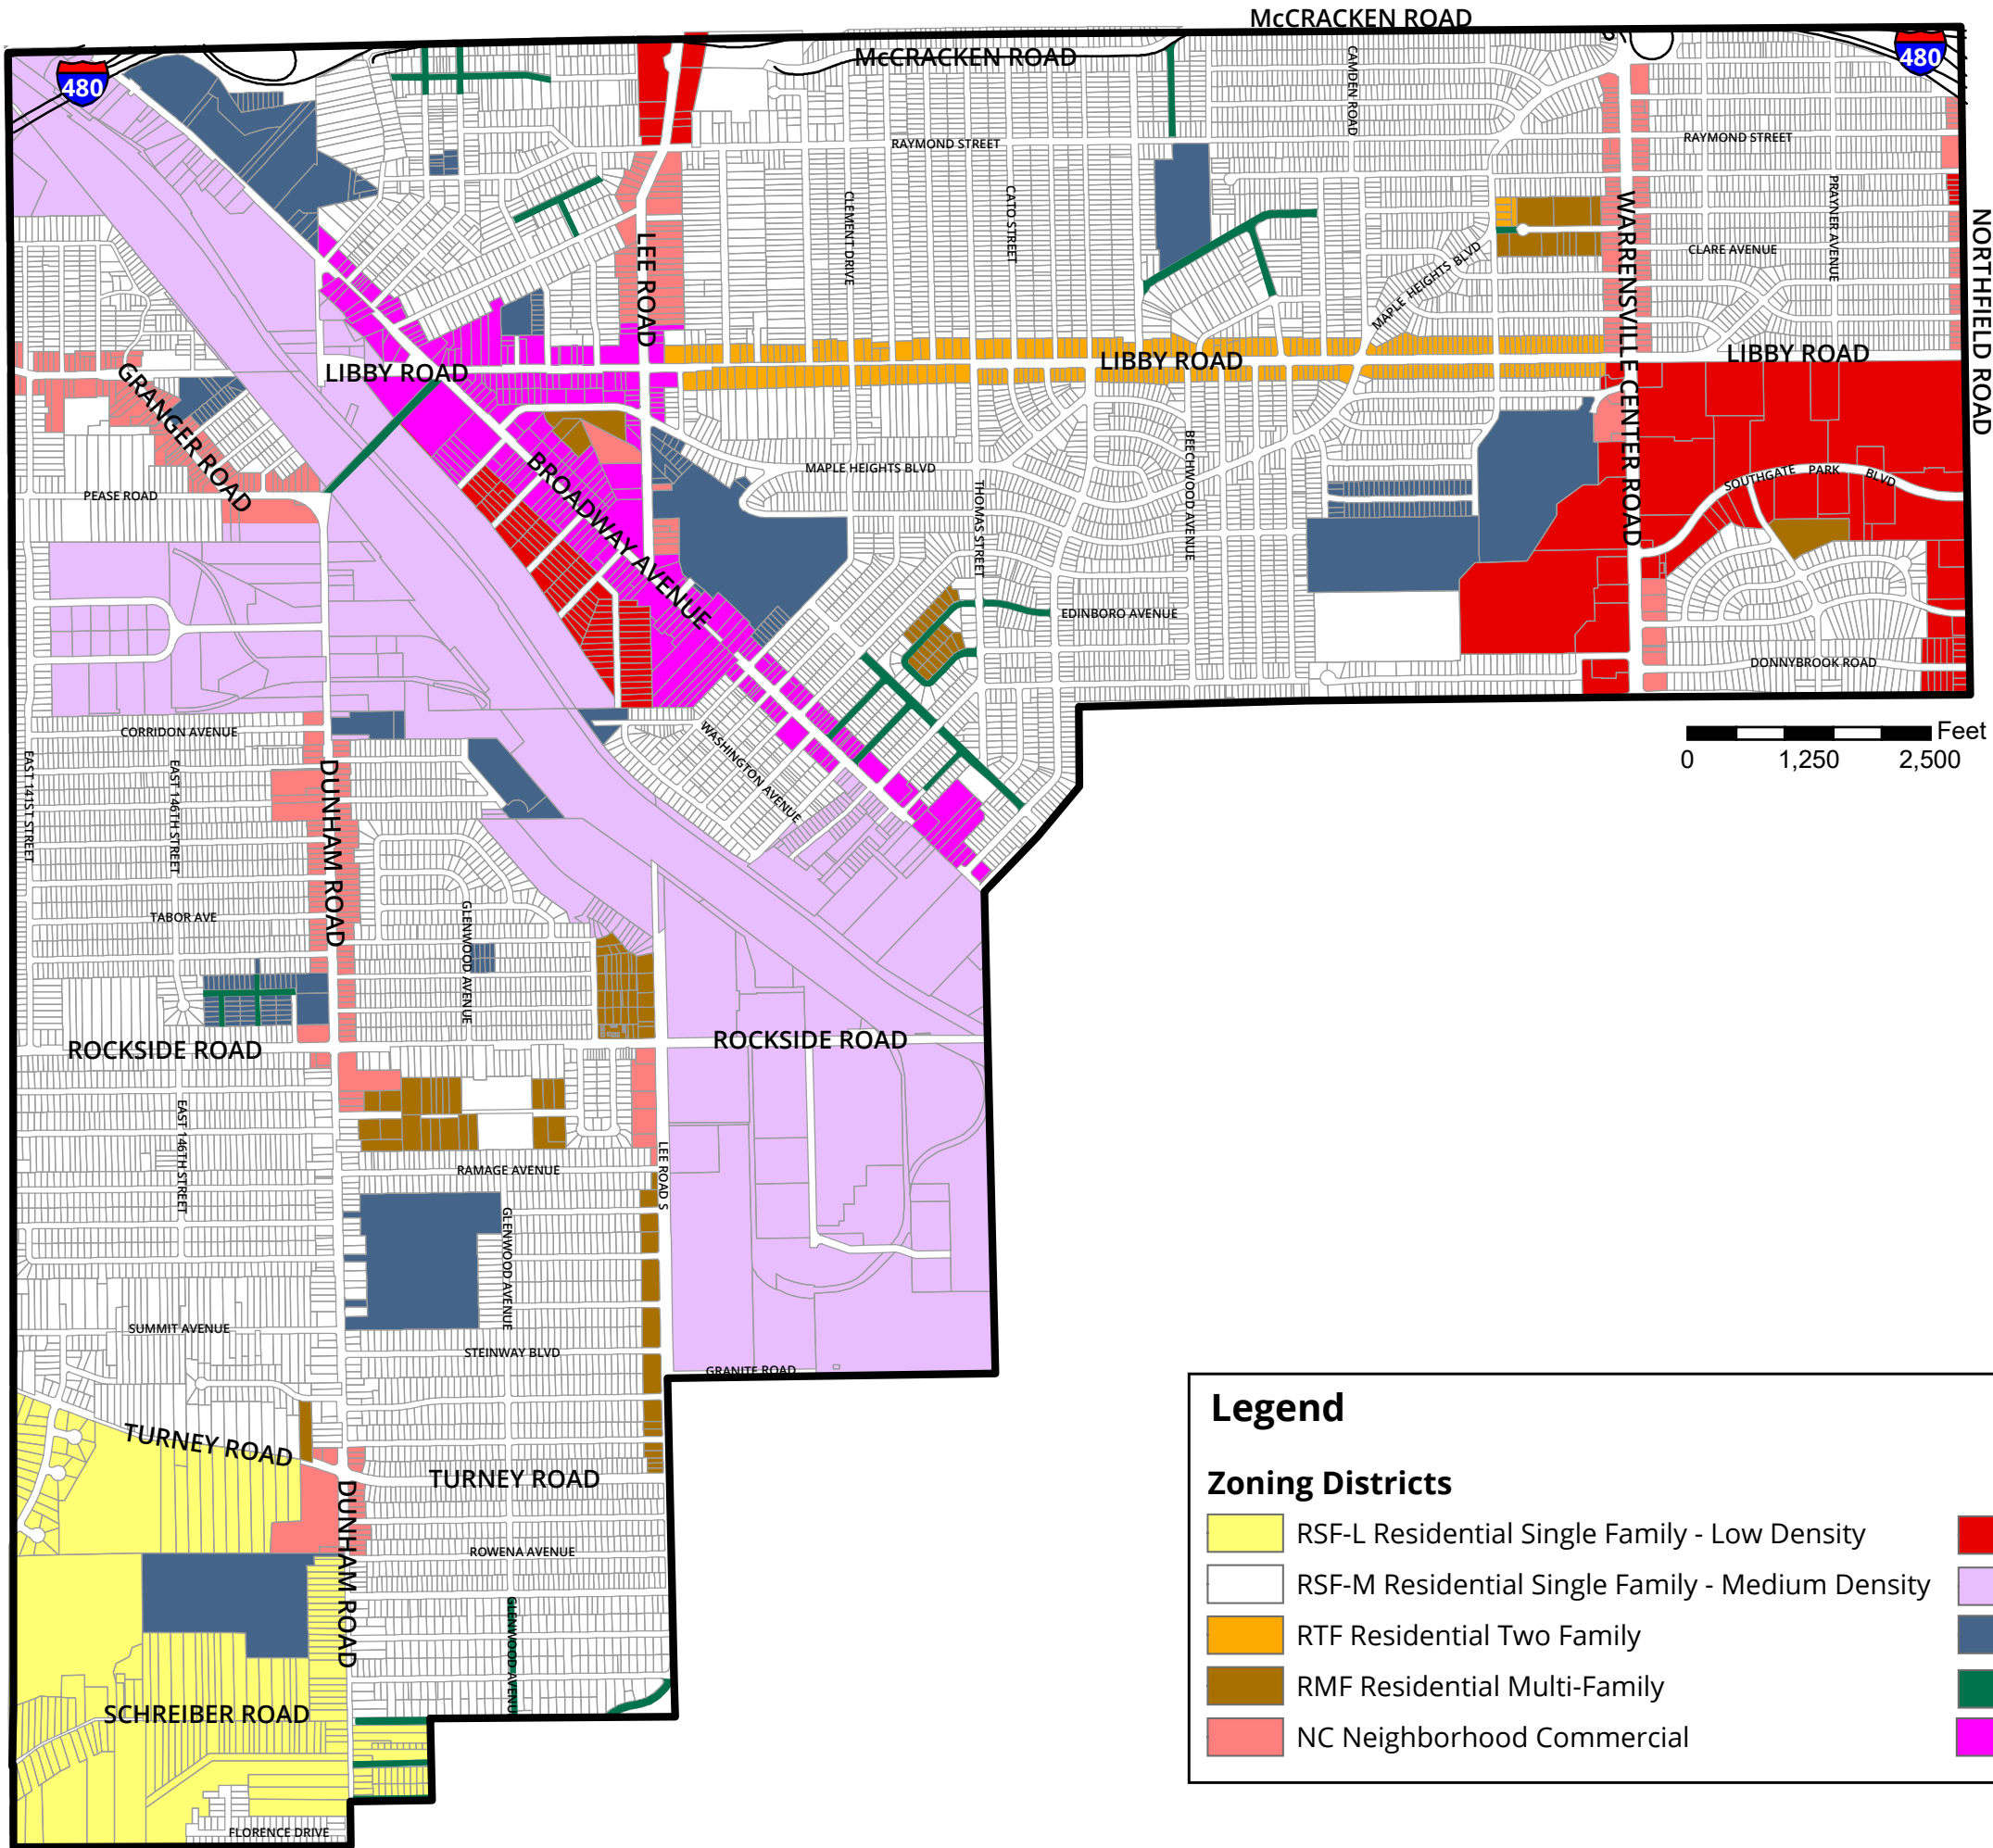 McCRACKEN ROAD
McCRACKEN ROAD
480
480
CAMDEN ROAD
RAYMOND STREET
RAYMOND STREET
CLEMENT DRIVE
CATO STREET
PRAYNER AVENUE
WARRENSVILLE CENTER ROAD
NORTHFIELD ROAD
LEE ROAD
CLARE AVENUE
MAPLE HEIGHTS BLVD
LIBBY ROAD
LIBBY ROAD
LIBBY ROAD
GRANGER ROAD
BROADWAY AVENUE
MAPLE HEIGHTS BLVD
BEECHWOOD AVENUE
THOMAS STREET
SOUTHGATE PARK BLVD
PEASE ROAD
EDINBORO AVENUE
DONNYBROOK ROAD
CORRIDON AVENUE
WASHINGTON AVENUE
Feet
0 1,250 2,500
EAST 141ST STREET
EAST 146TH STREET
DUNHAM ROAD
TABOR AVE
GLENWOOD AVENUE
ROCKSIDE ROAD
ROCKSIDE ROAD
EAST 146TH STREET
RAMAGE AVENUE
LEE ROAD S
GLENWOOD AVENUE
SUMMIT AVENUE
STEINWAY BLVD
GRANITE ROAD
TURNEY ROAD
TURNEY ROAD
DUNHAM ROAD
ROWENA AVENUE
GLENWOOD AVENU
SCHREIBER ROAD
FLORENCE DRIVE
Legend
Zoning Districts
RSF-L Residential Single Family - Low Density
RSF-M Residential Single Family - Medium Density
RTF Residential Two Family
RMF Residential Multi-Family
NC Neighborhood Commercial